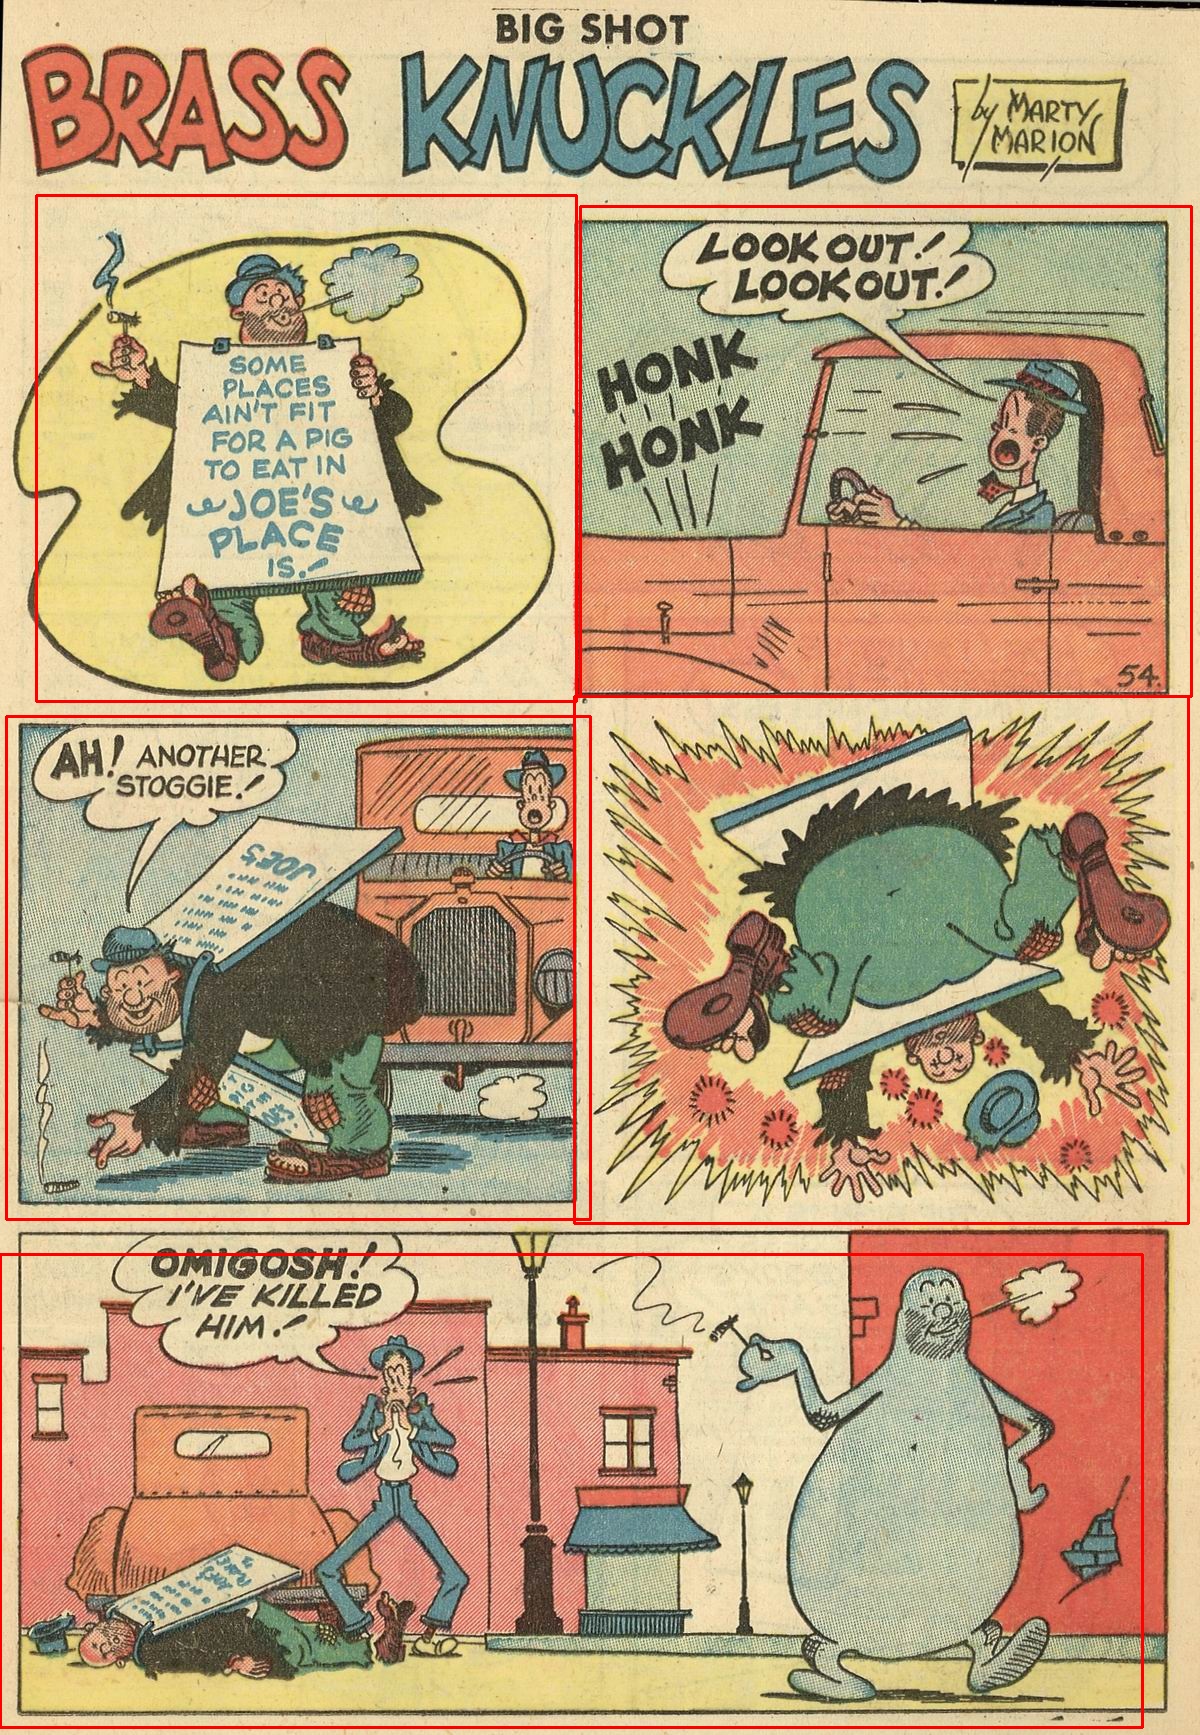 BIG SHOT
BRASS KNUCKLES
by MARTY
MARION
SOME
PLACES
AIN'T FIT
FOR A PIG
TO EAT IN
JOE'S
PLACE
IS.!
LOOK OUT!
LOOK OUT.!
HONK
HONK
54.
AH! ANOTHER
STOGGIE.!
JOE'S
OMIGOSH.!
I'VE KILLED
HIM.!